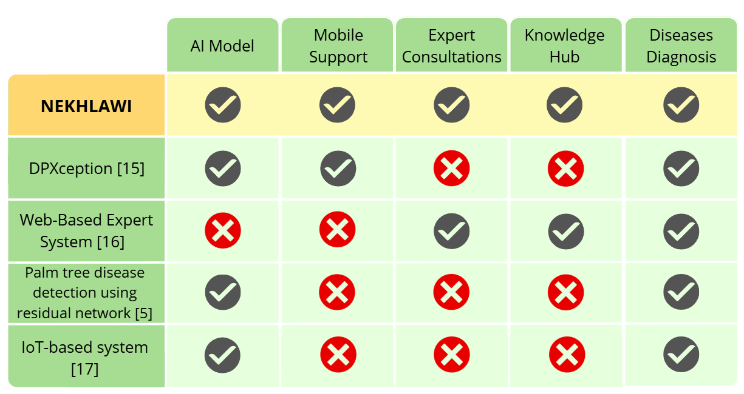 AI Model
Mobile
Support
Expert
Consultations
Knowledge
Hub
Diseases
Diagnosis
NEKHLAWI
DPXception [15]
Web-Based Expert
System [16]
Palm tree disease
detection using
residual network [5]
IoT-based system
[17]